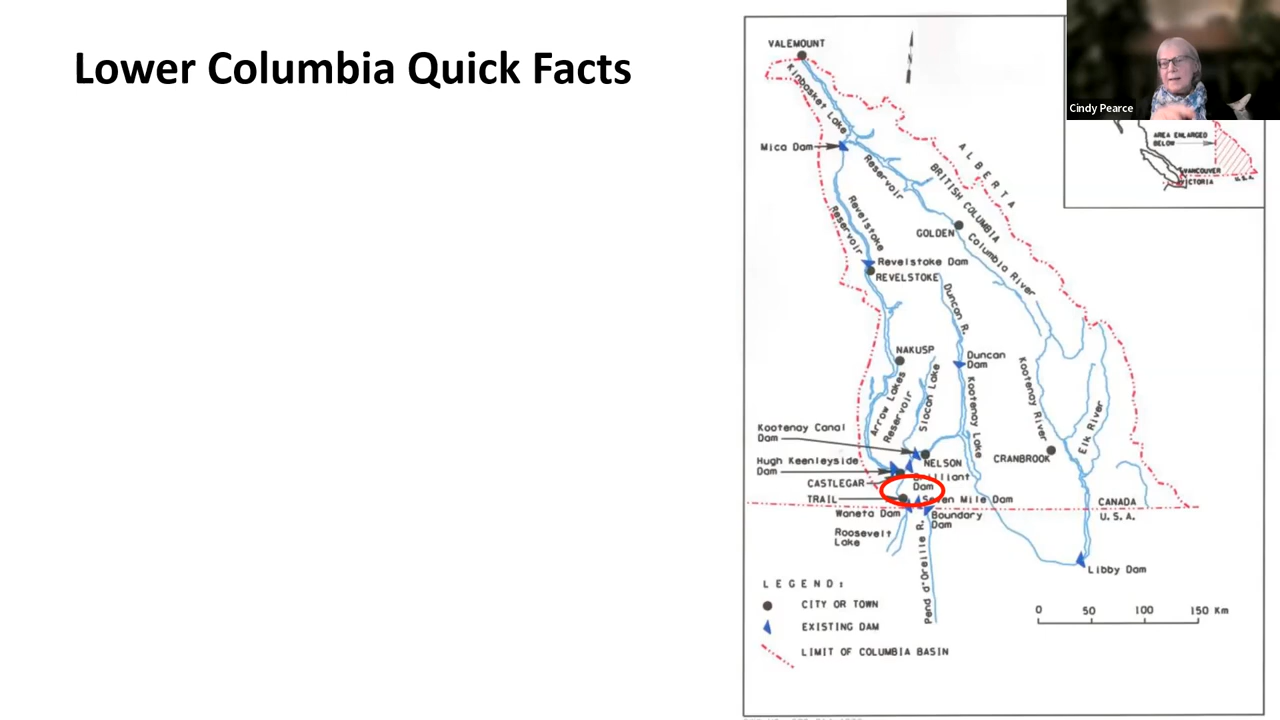 Lower Columbia Quick Facts
Cindy Pearce
VALEMOUNT
Kinbasket Lake
Mica Dam
Reservoir
ALBERTA
BRITISH COLUMBIA
AREA ENLARGED
BELOW
VANCOUVER
VICTORIA
U.S.A.
Revelstoke
Reservoir
GOLDEN
Columbia River
Revelstoke Dam
REVELSTOKE
Duncan R.
NAKUSP
Duncan
Dam
Arrow Lakes
Reservoir
Slocan Lake
Kootenay Lake
Kootenay River
Elk River
Kootenay Canal
Dam
NELSON
CRANBROOK
Hugh Keenleyside
Dam
CASTLEGAR
Brilliant
Dam
TRAIL
Seven Mile Dam
CANADA
U.S.A.
Waneta Dam
Boundary
Dam
Roosevelt
Lake
Pend d'Oreille R.
Libby Dam
LEGEND:
CITY OR TOWN
EXISTING DAM
LIMIT OF COLUMBIA BASIN
0 50 100 150 Km